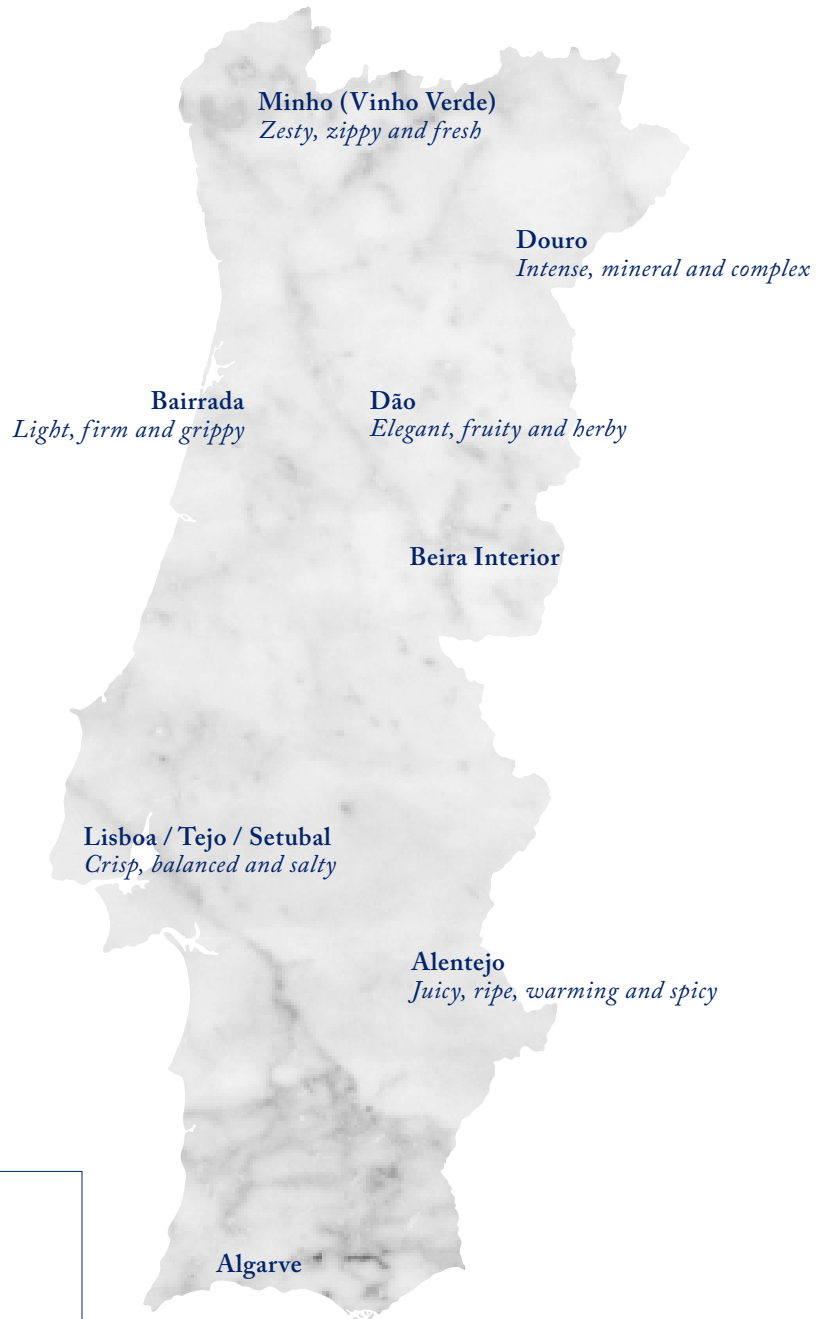 Minho (Vinho Verde)
Zesty, zippy and fresh
Douro
Intense, mineral and complex
Bairrada
Light, firm and grippy
Dão
Elegant, fruity and herby
Beira Interior
Lisboa / Tejo / Setubal
Crisp, balanced and salty
Alentejo
Juicy, ripe, warming and spicy
Algarve